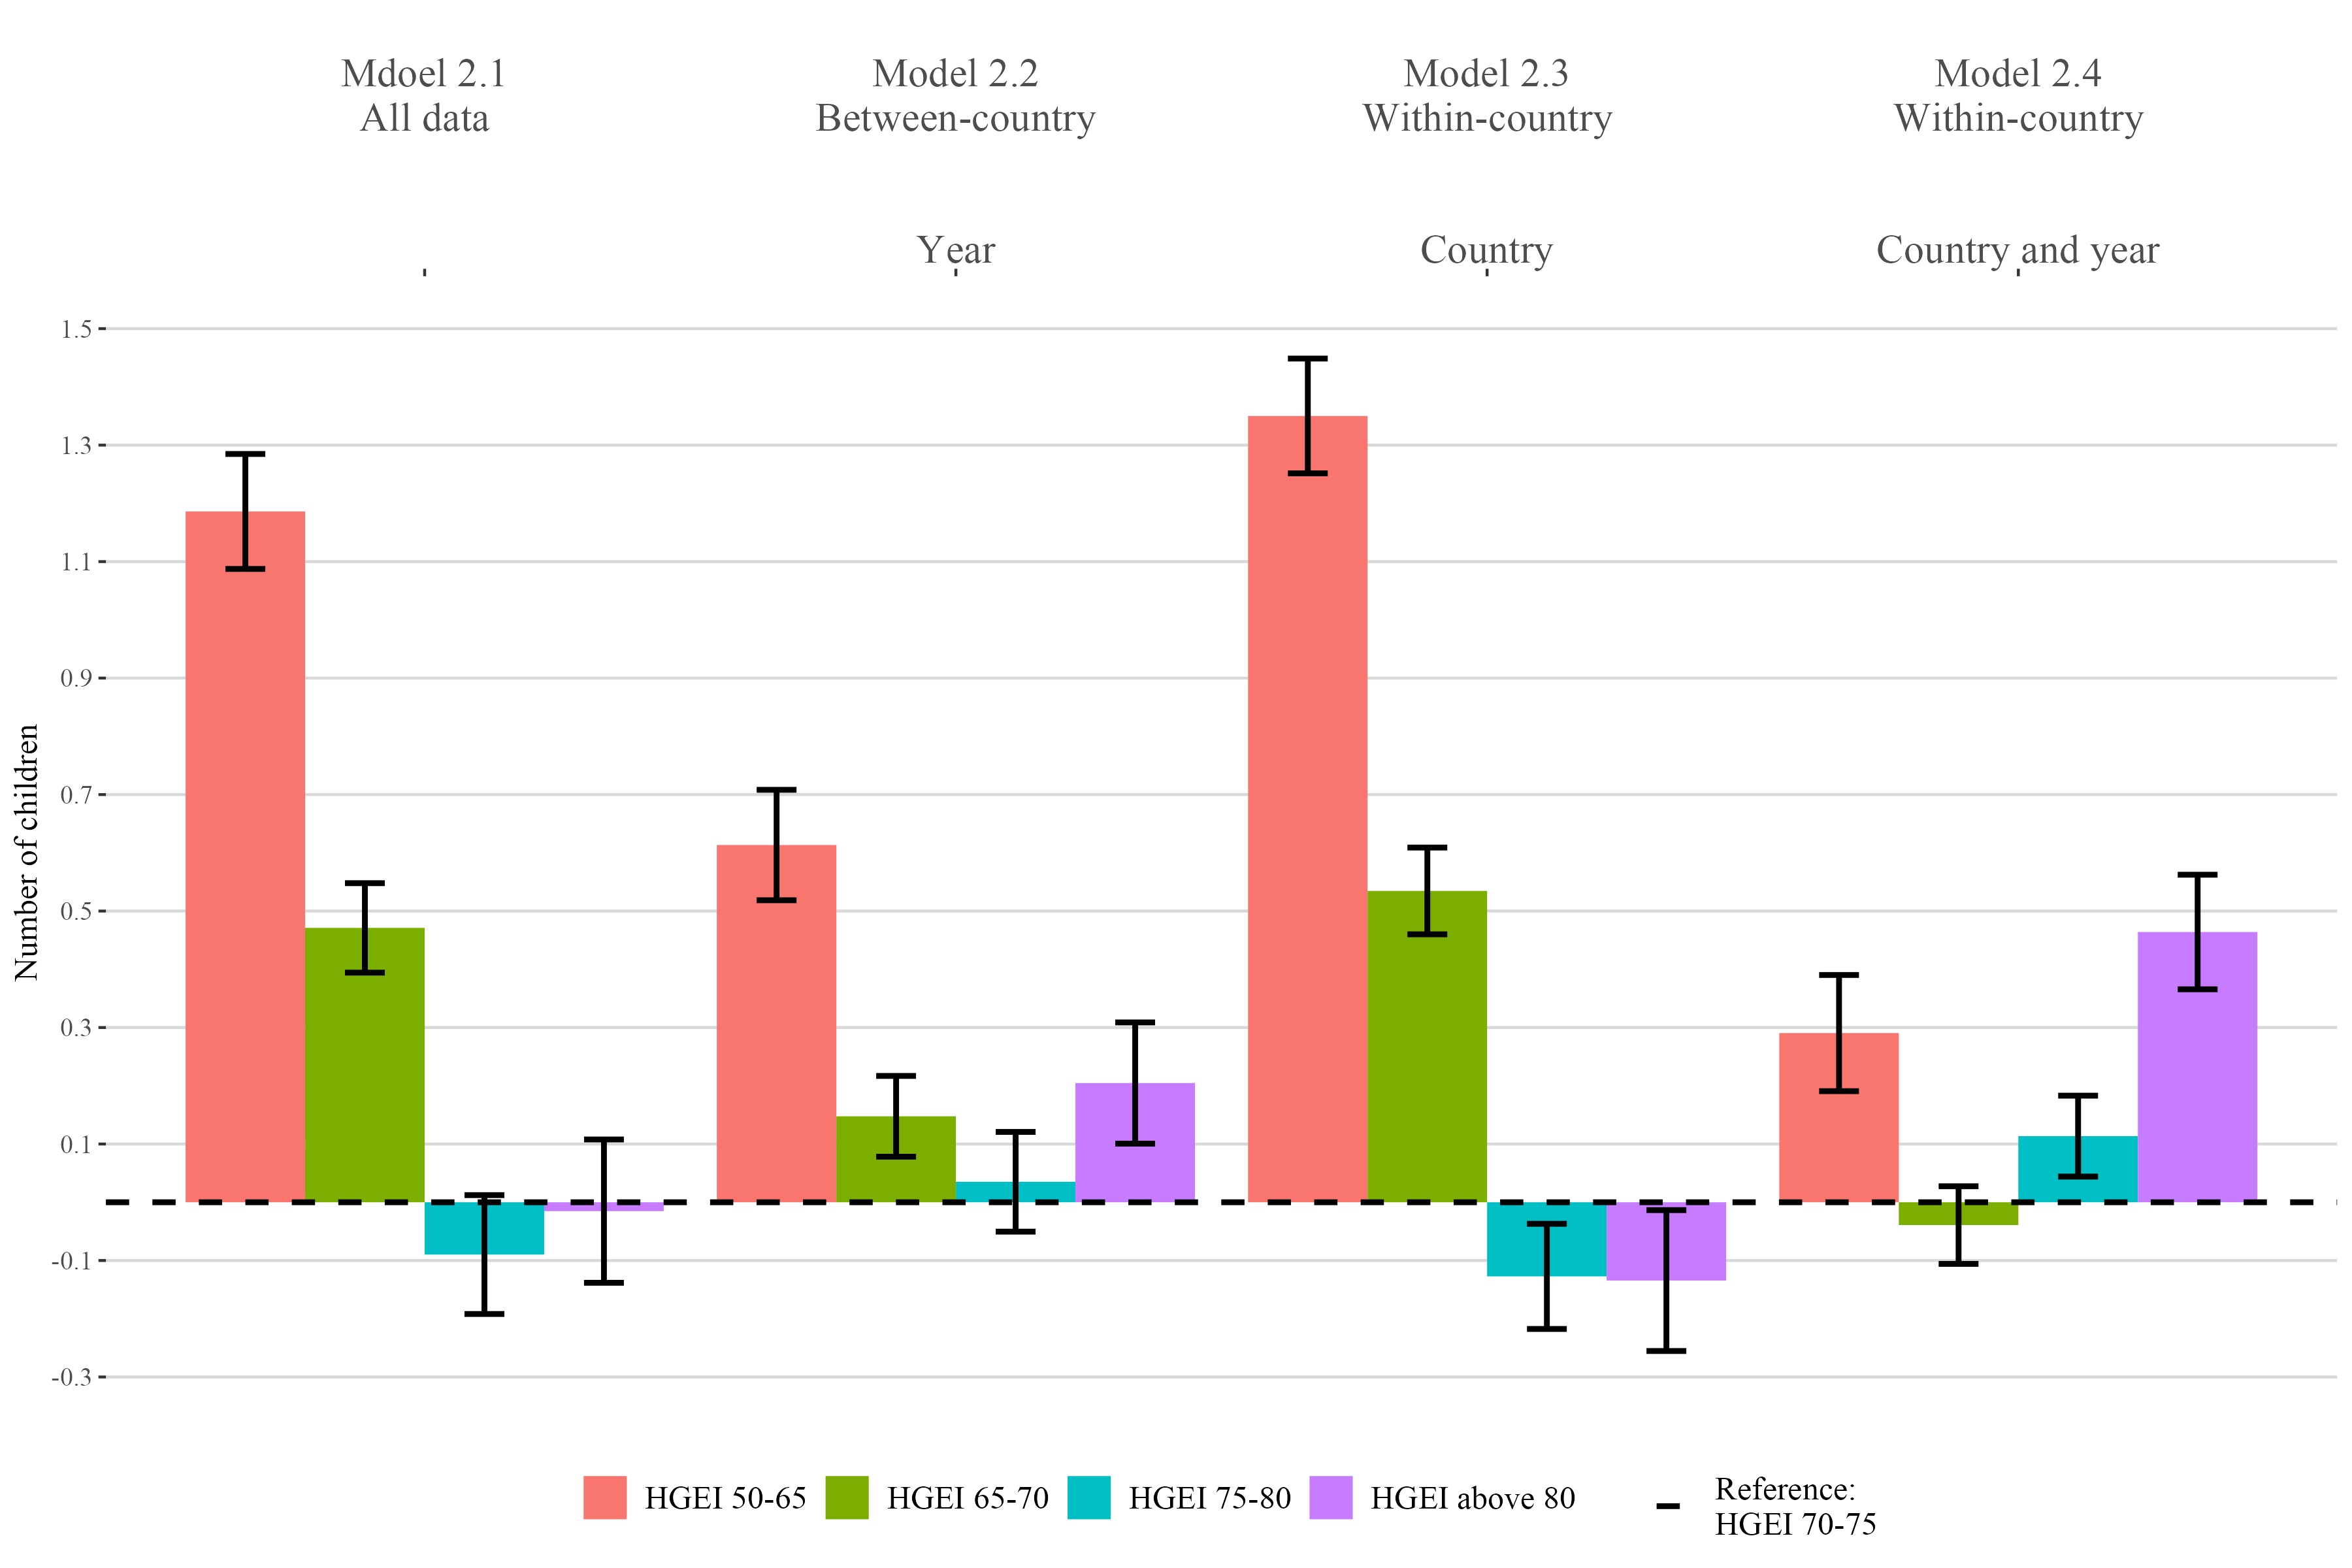 Mdoel 2.1
All data
Model 2.2
Between-country
Model 2.3
Within-country
Model 2.4
Within-country
Year
Country
Country and year
1.5
1.3
1.1
0.9
0.7
0.5
0.3
0.1
-0.1
-0.3
Number of children
HGEI 50-65
HGEI 65-70
HGEI 75-80
HGEI above 80
Reference:
HGEI 70-75